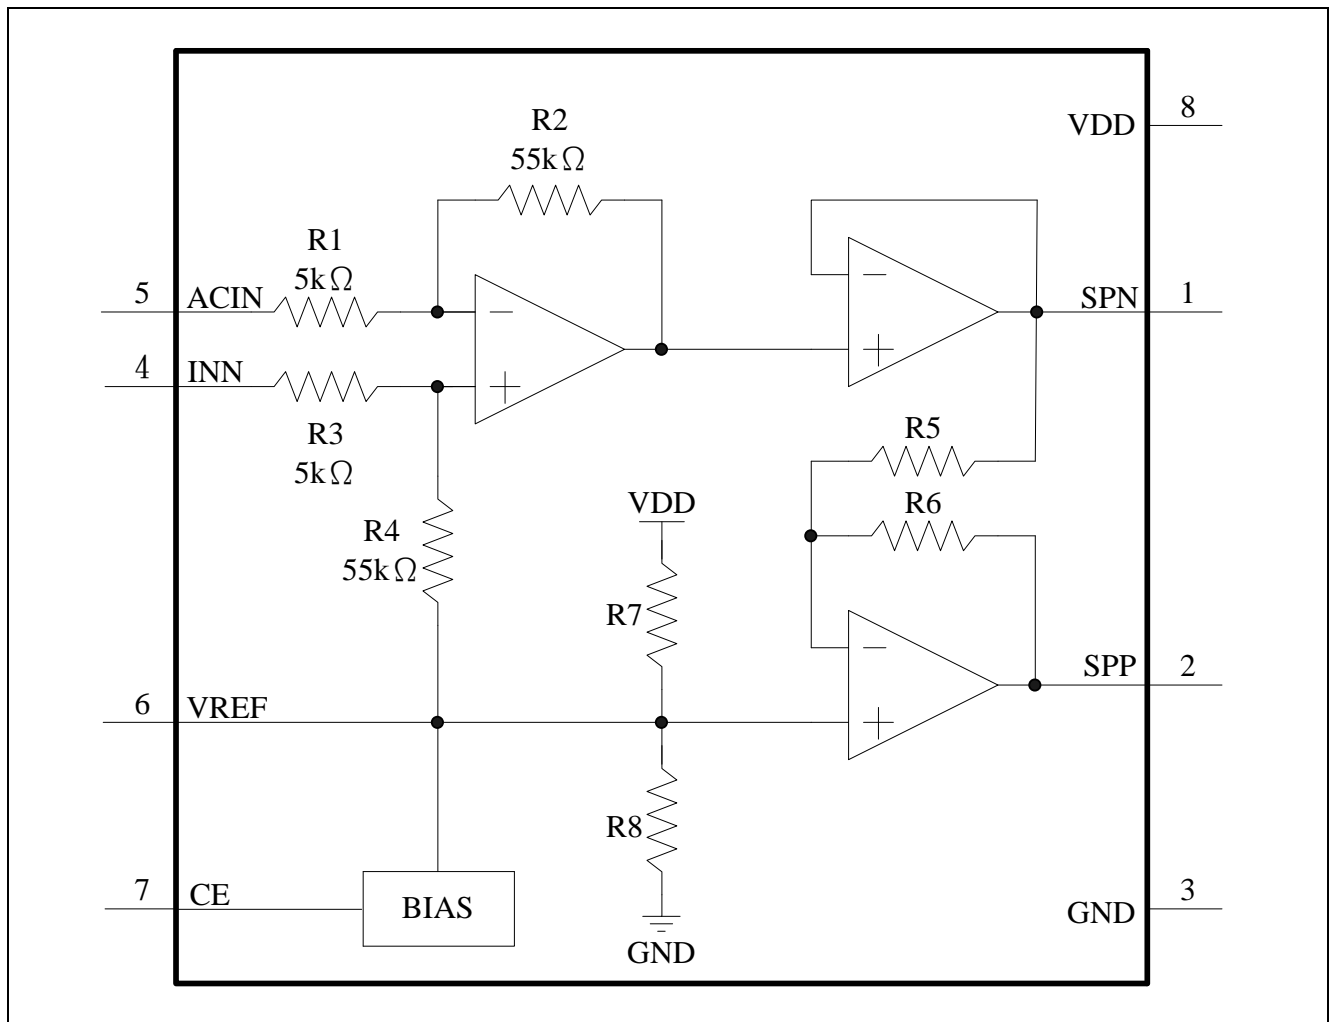 VDD
8
R2
55kΩ
R1
5kΩ
5
ACIN
−
−
SPN
1
4
INN
+
+
R3
5kΩ
R5
VDD
R6
R4
55kΩ
R7
−
SPP
2
6
VREF
+
R8
7
CE
BIAS
GND
3
GND